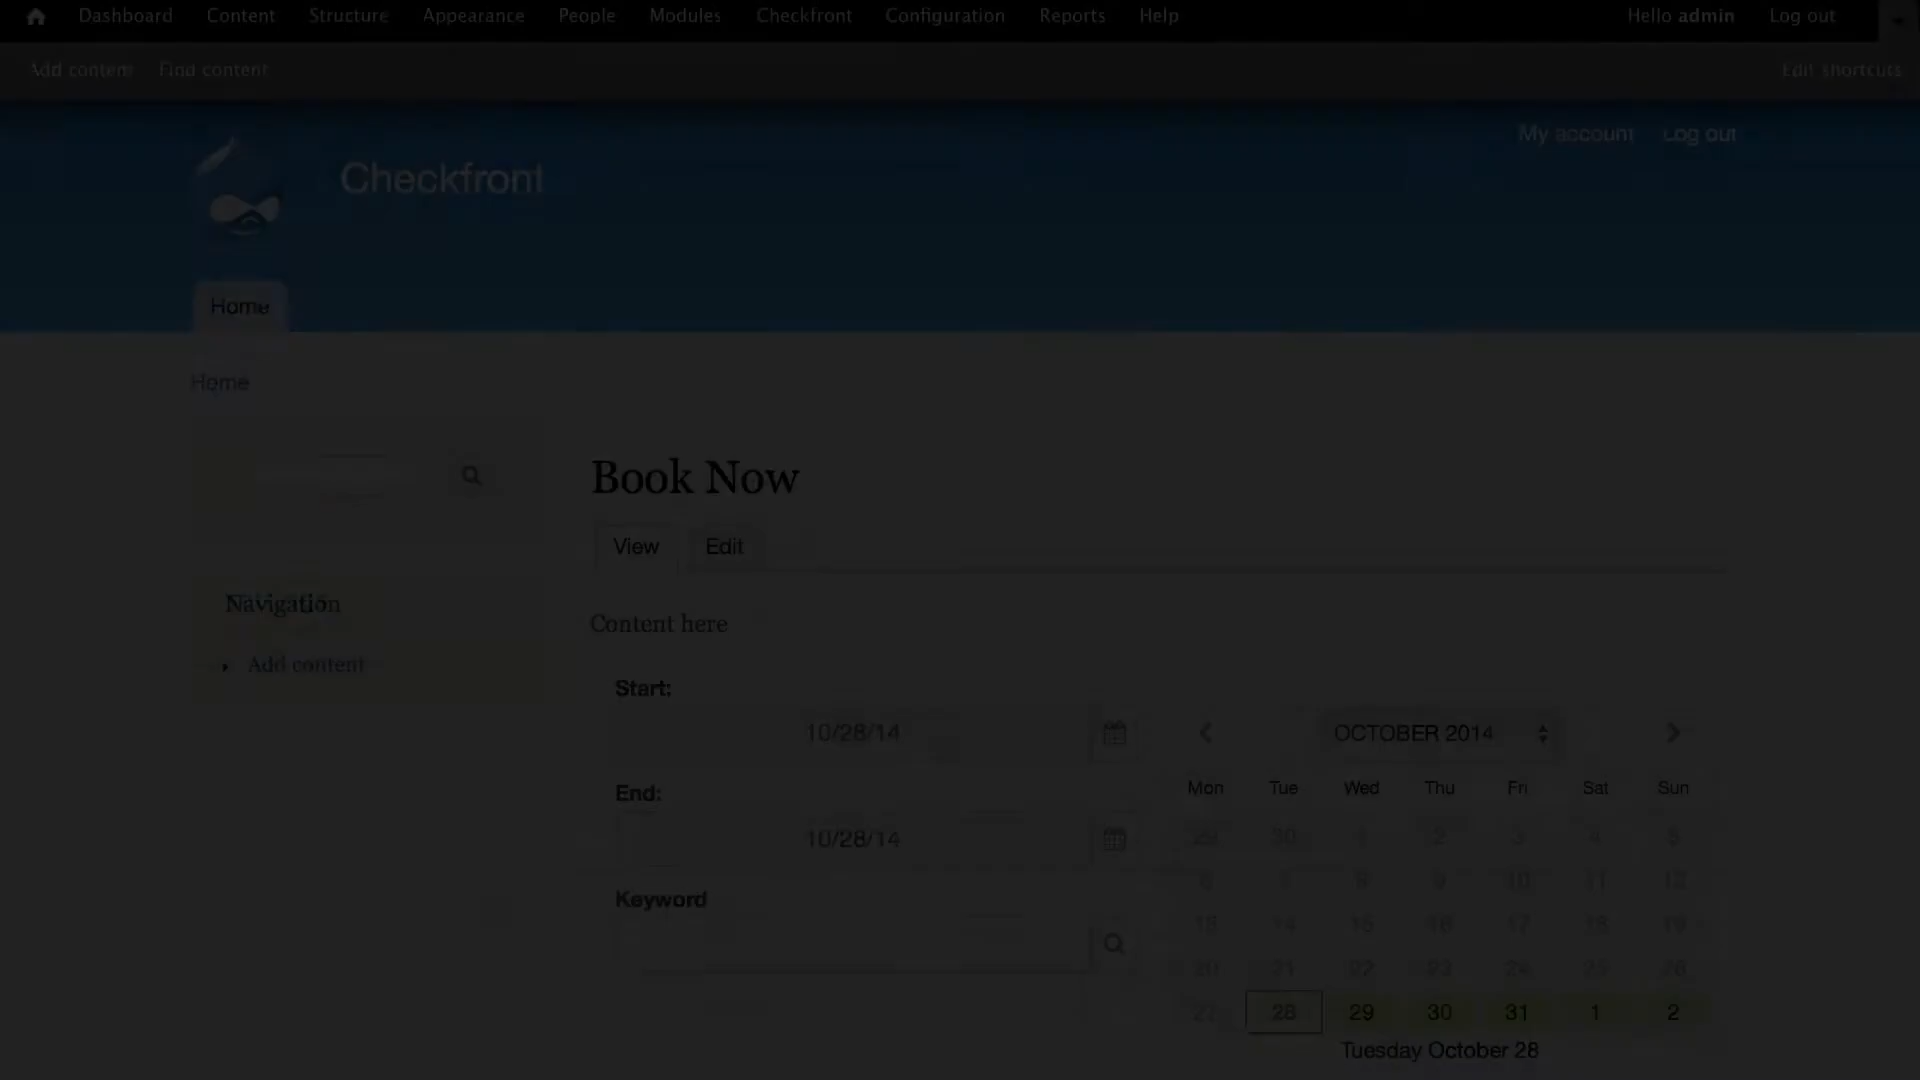 Dashboard Content Structure Appearance People Modules Checkfront Configuration Reports Help Hello admin Log out
Add content Find content Edit shortcuts
My account Log out
Checkfront
Home
Home
Book Now
View Edit
Navigation
Content here
Add content
Start:
10/28/14 OCTOBER 2014
Mon Tue Wed Thu Fri Sat Sun
End:
10/28/14
29 30 1 2 3 4 5
6 7 8 9 10 11 12
Keyword
13 14 15 16 17 18 19
20 21 22 23 24 25 26
27 28 29 30 31 1 2
Tuesday October 28